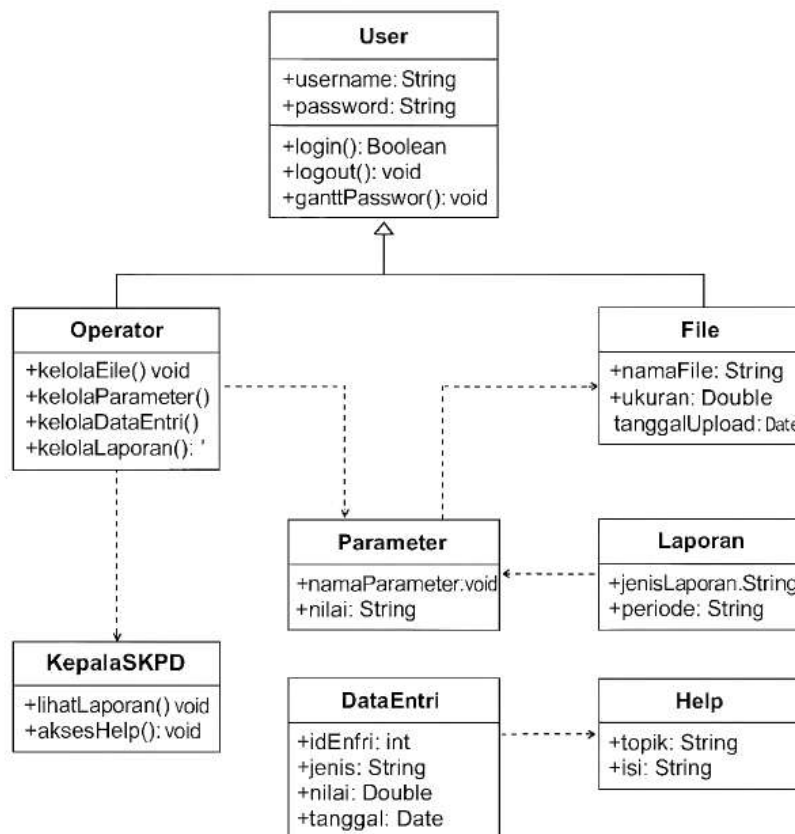 User
+username: String
+password: String
+login(): Boolean
+logout(): void
+ganttPasswor(): void
Operator
+kelolaEile() void
+kelolaParameter()
+kelolaDataEntri()
+kelolaLaporan(): '
File
+namaFile: String
+ukuran: Double
tanggalUpload: Date
Parameter
+namaParameter.void
+nilai: String
Laporan
+jenisLaporan.String
+periode: String
KepalaSKPD
+lihatLaporan() void
+aksesHelp(): void
DataEntri
+idEnfri: int
+jenis: String
+nilai: Double
+tanggal: Date
Help
+topik: String
+isi: String